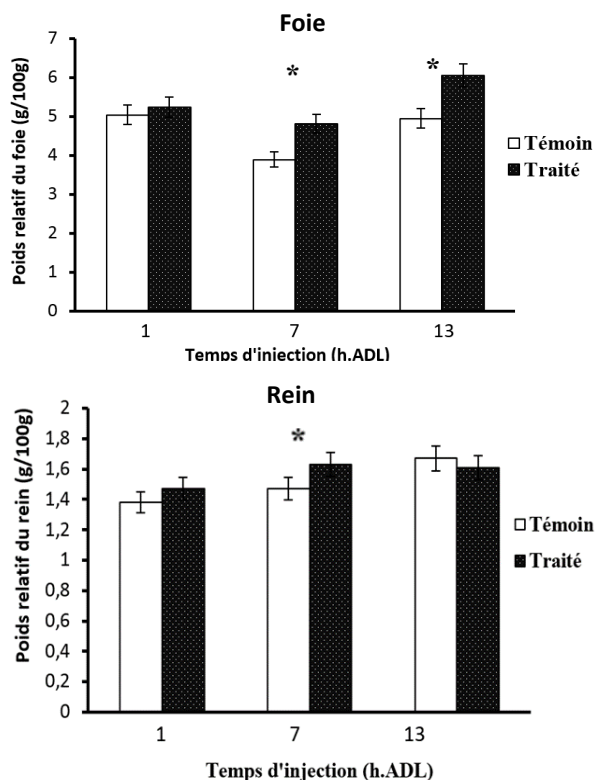 Foie
Poids relatif du foie (g/100g)
7
6
5
4
3
2
1
0
* *
1 7 13
Temps d'injection (h.ADL)
Témoin
Traité
Rein
Poids relatif du rein (g/100g)
2
1,8
1,6
1,4
1,2
1
0,8
0,6
0,4
0,2
0
*
1 7 13
Temps d'injection (h.ADL)
Témoin
Traité